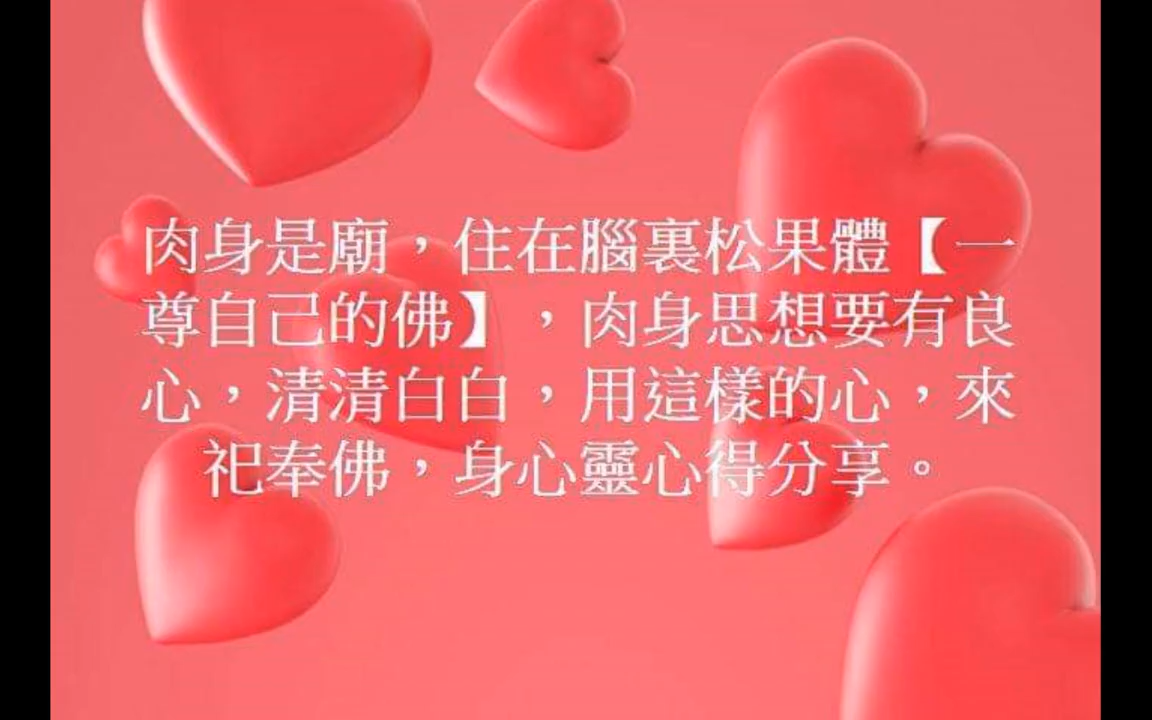 肉身是廟，住在腦裏松果體【一
尊自己的佛】，肉身思想要有良
心，清清白白，用這樣的心，來
祀奉佛，身心靈心得分享。